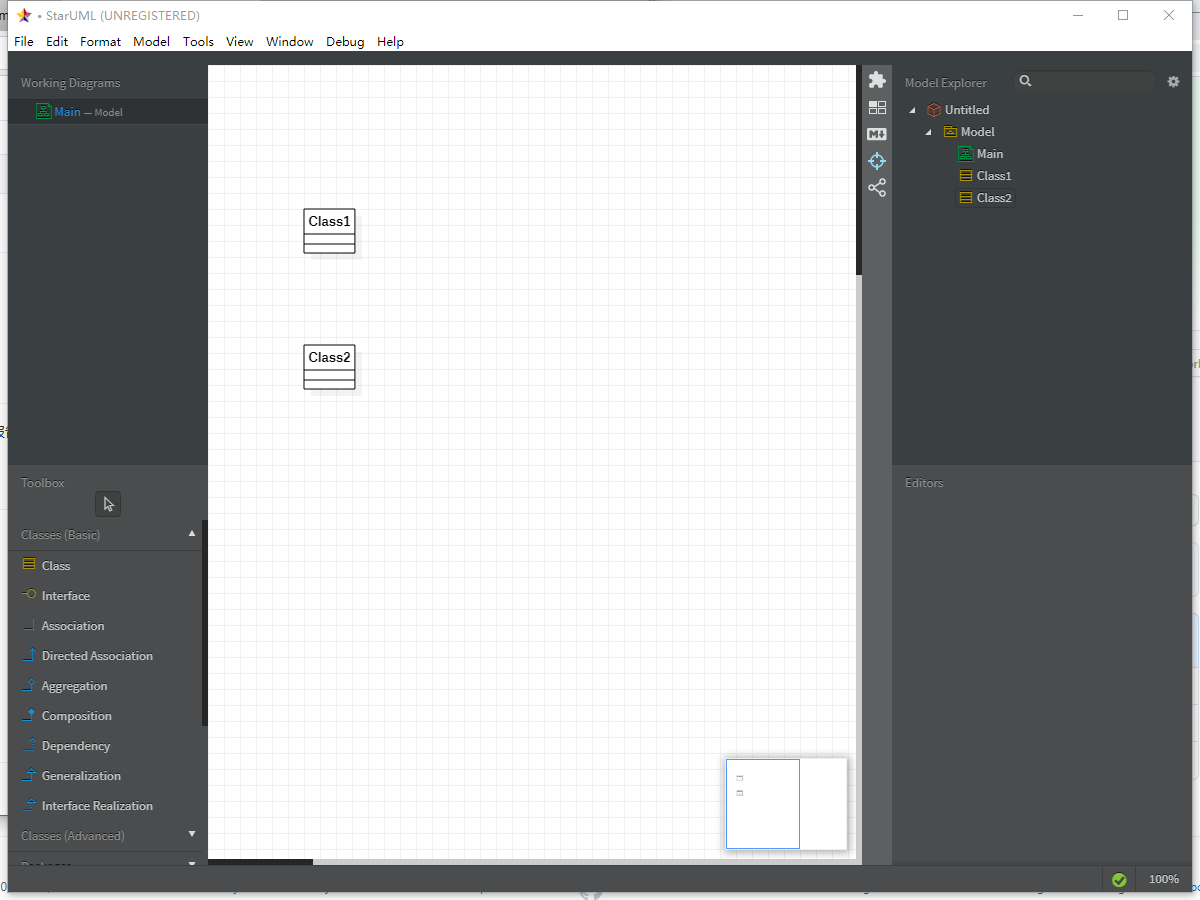 • StarUML (UNREGISTERED)
File Edit Format Model Tools View Window Debug Help
Working Diagrams
Main — Model
Class1
Class2
Toolbox
Classes (Basic)
Class
Interface
Association
Directed Association
Aggregation
Composition
Dependency
Generalization
Interface Realization
Classes (Advanced)
Model Explorer
Untitled
Model
Main
Class1
Class2
Editors
100%